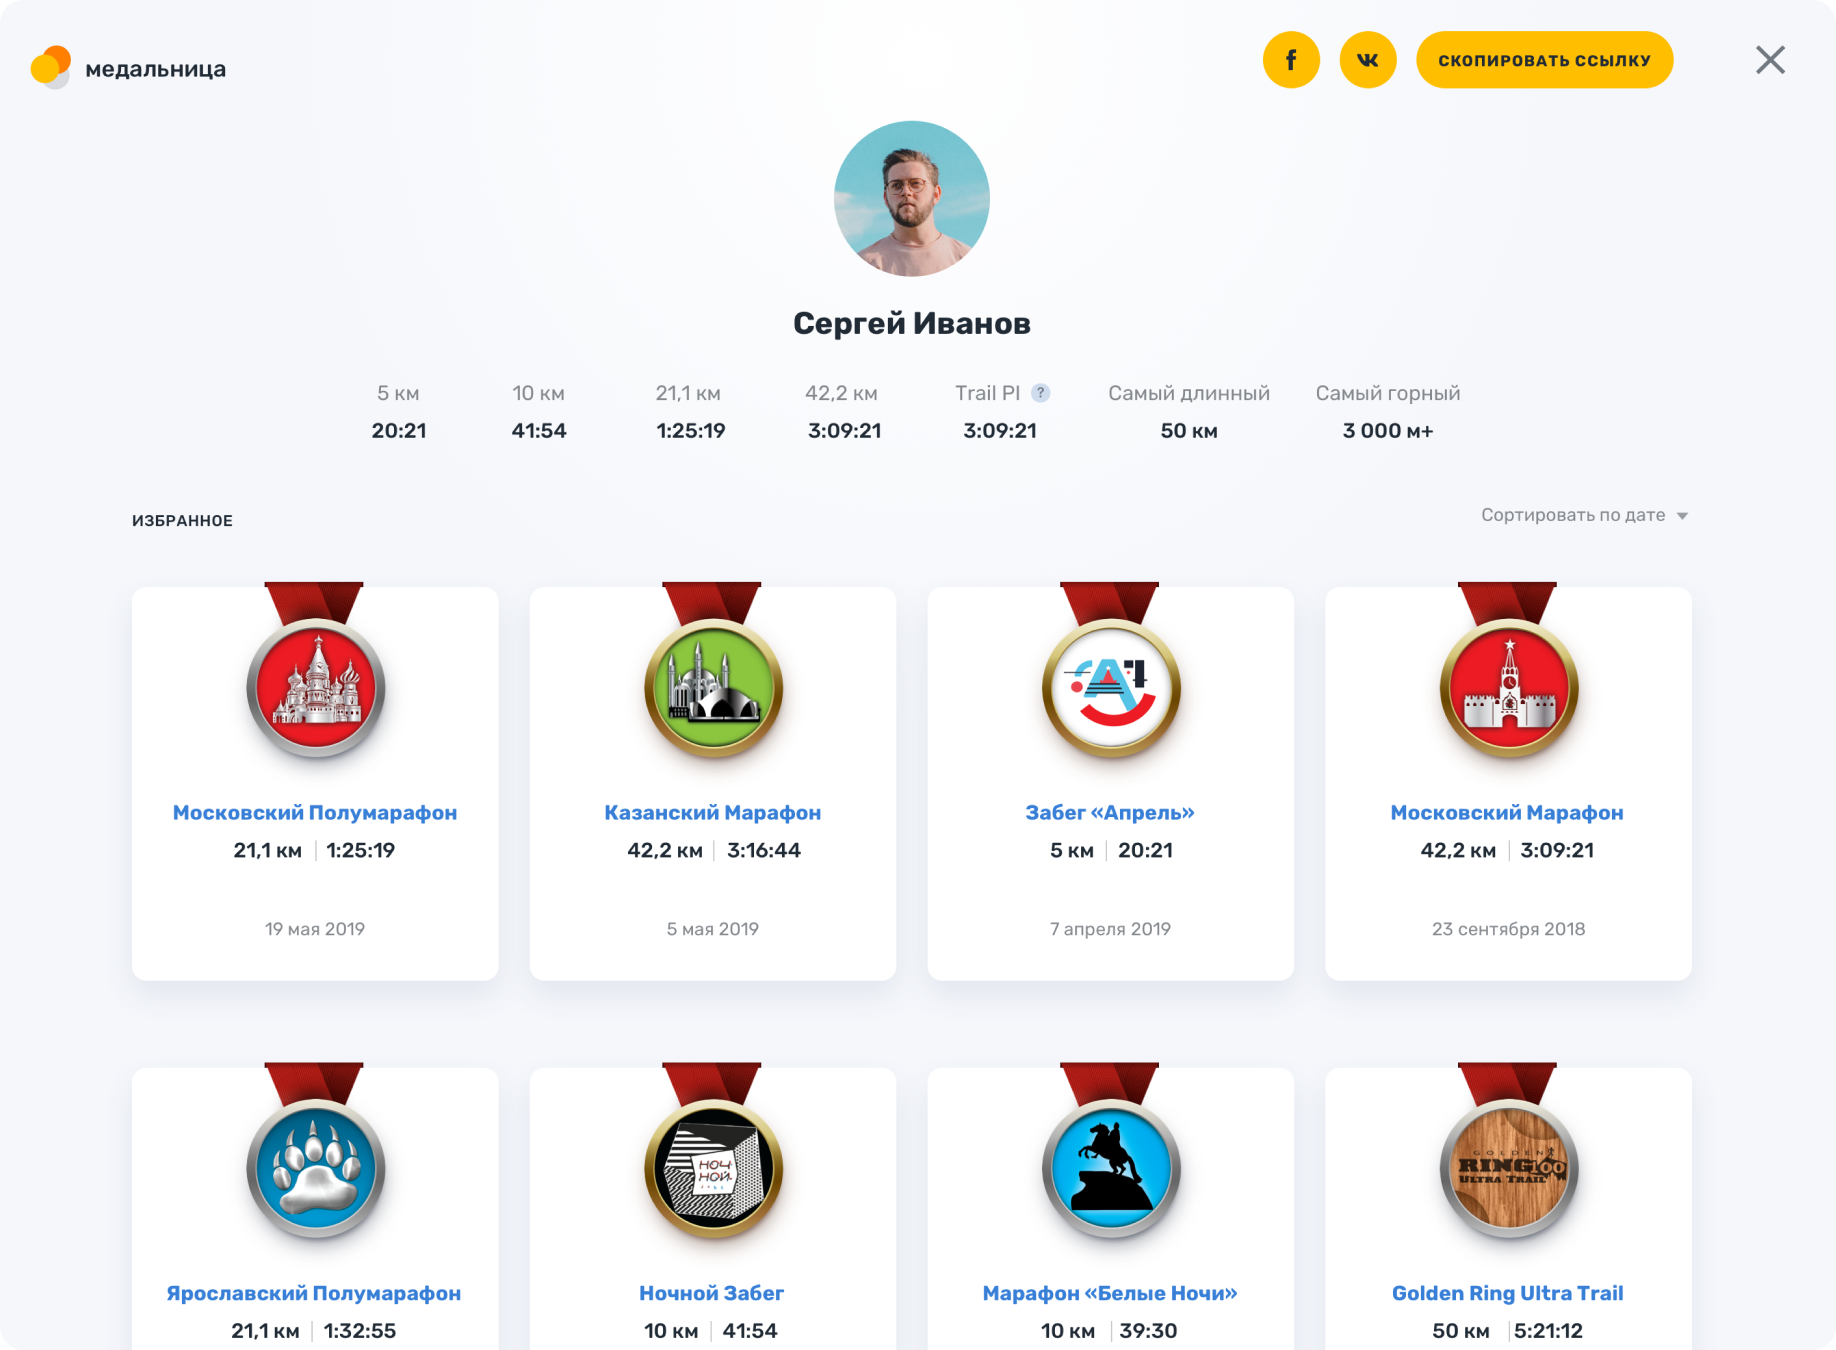 медальница
f
СКОПИРОВАТЬ ССЫЛКУ
Сергей Иванов
5 км 10 км 21,1 км 42,2 км Trail PI ? Самый длинный Самый горный
20:21 41:54 1:25:19 3:09:21 3:09:21 50 км 3 000 м+
ИЗБРАННОЕ
Сортировать по дате
Московский Полумарафон
21,1 км | 1:25:19
19 мая 2019
Казанский Марафон
42,2 км | 3:16:44
5 мая 2019
Забег «Апрель»
5 км | 20:21
7 апреля 2019
Московский Марафон
42,2 км | 3:09:21
23 сентября 2018
Ярославский Полумарафон
21,1 км | 1:32:55
НОЧ
НОЙ
Ночной Забег
10 км | 41:54
Марафон «Белые Ночи»
10 км | 39:30
GOLDEN
RING100
ULTRA TRAIL
Golden Ring Ultra Trail
50 км | 5:21:12